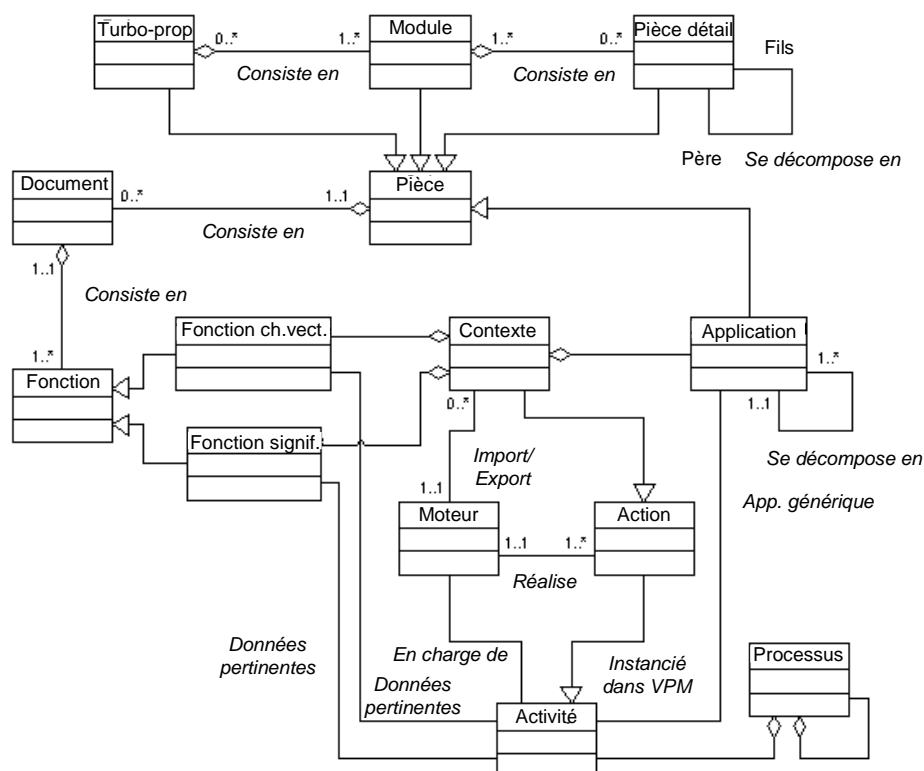 Turbo-prop
0..*
1..*
Module
1..*
0..*
Pièce détail
Fils
Consiste en
Consiste en
Père
Se décompose en
Document
0..*
1..1
Pièce
Consiste en
1..1
Consiste en
1..*
Fonction
Fonction ch.vect.
Contexte
Application
1..*
0..*
1..1
Fonction signif.
Import/
Export
Se décompose en
App. générique
1..1
Moteur
1..1
1..*
Action
Réalise
Données
pertinentes
En charge de
Données
pertinentes
Instancié
dans VPM
Processus
Activité